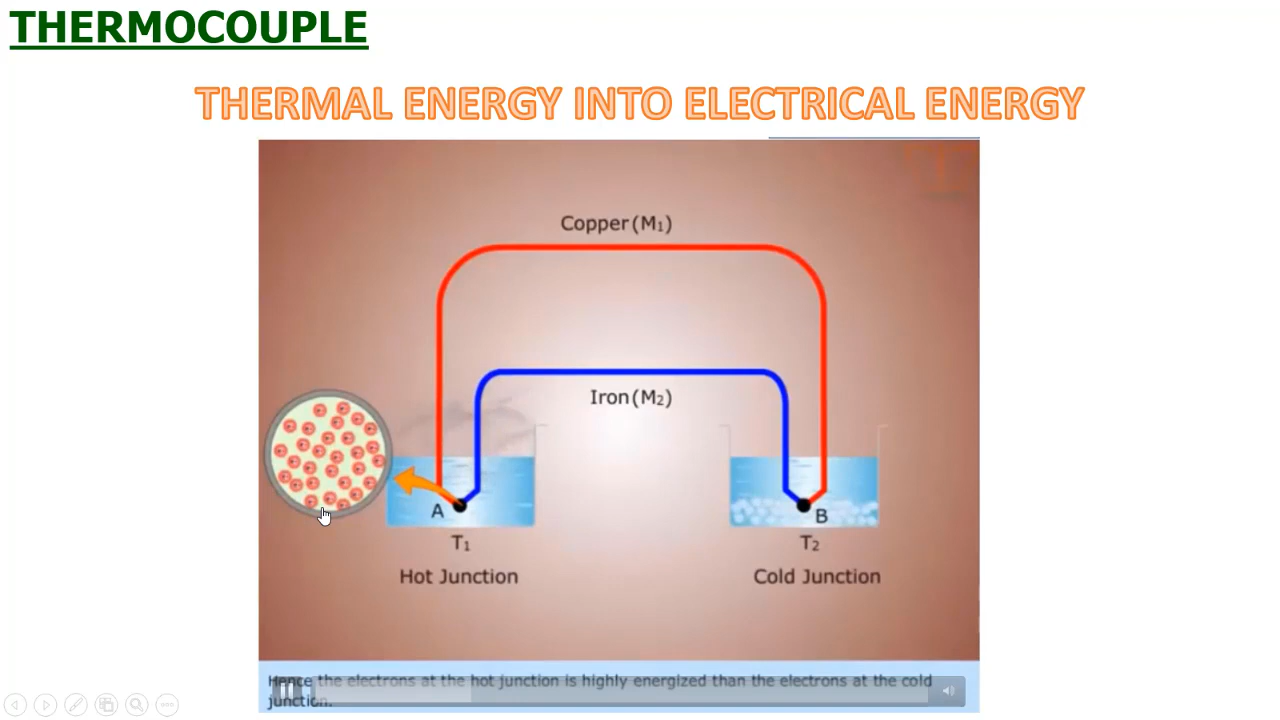 THERMOCOUPLE
THERMAL ENERGY INTO ELECTRICAL ENERGY
Copper(M₁)
Iron(M₂)
A
B
T₁
T₂
Hot Junction
Cold Junction
Hence the electrons at the hot junction is highly energized than the electrons at the cold
junction.